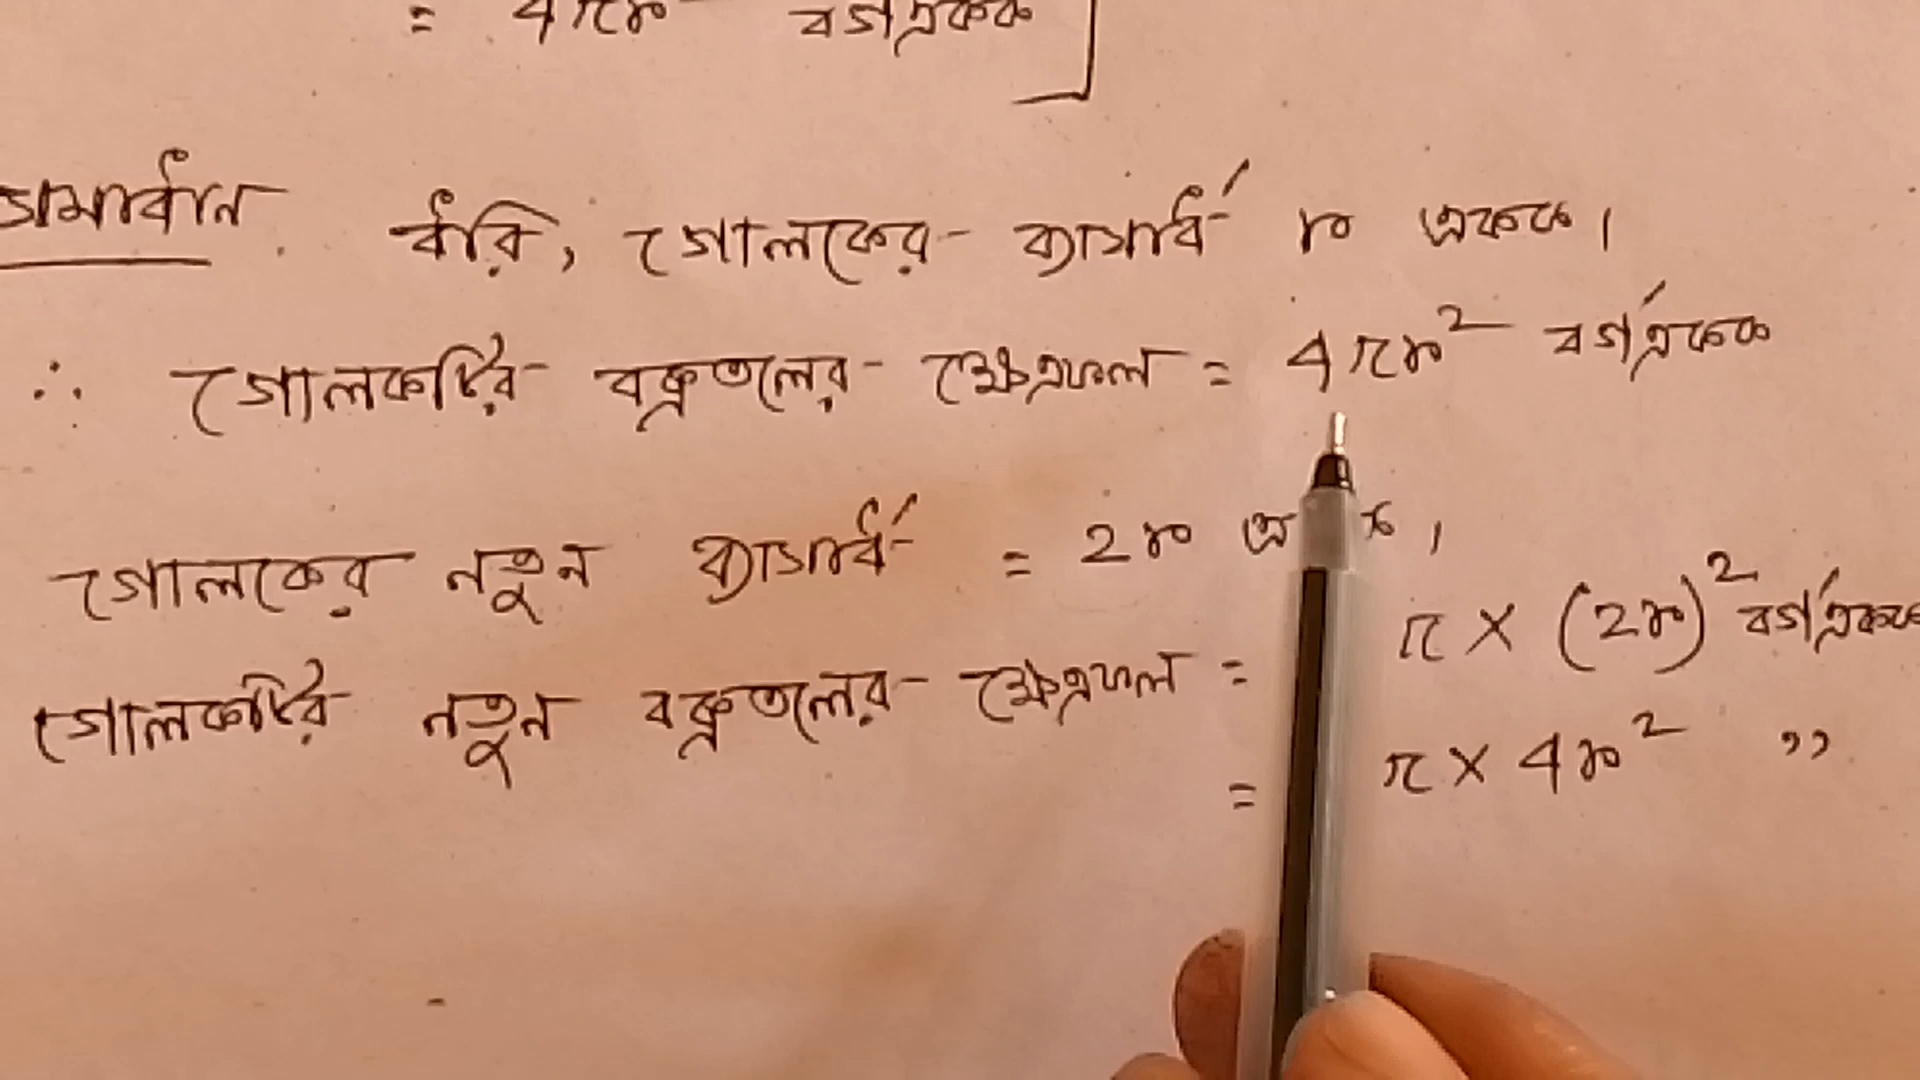 = 4πr² বর্গএকক]
সমাধান. ধরি, গোলকের ব্যাসার্ধ r একক।
∴ গোলকটির বক্রতলের ক্ষেত্রফল = 4πr² বর্গএকক
গোলকের নতুন ব্যাসার্ধ = 2r
গোলকটির নতুন বক্রতলের ক্ষেত্রফল = π × (2r)² বর্গএকক
= π × 4r² ,,